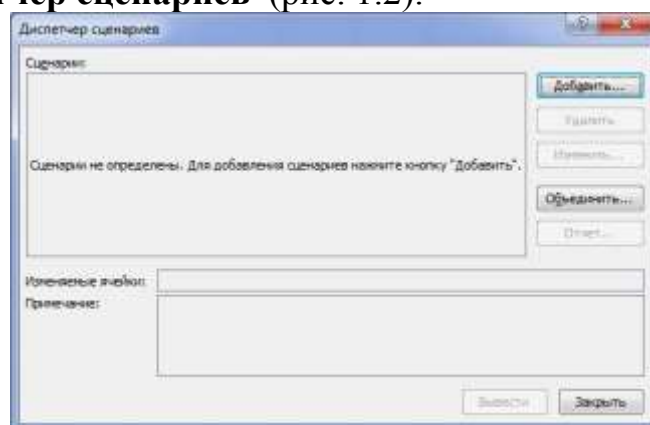 чер сценариев (рис. 1.2).
Диспетчер сценариев
Сценарии:
Добавить...
Удалить
Изменить...
Сценарии не определены. Для добавления сценариев нажмите кнопку "Добавить".
Объединить...
Отчет...
Изменяемые ячейки:
Примечание:
Вывести
Закрыть